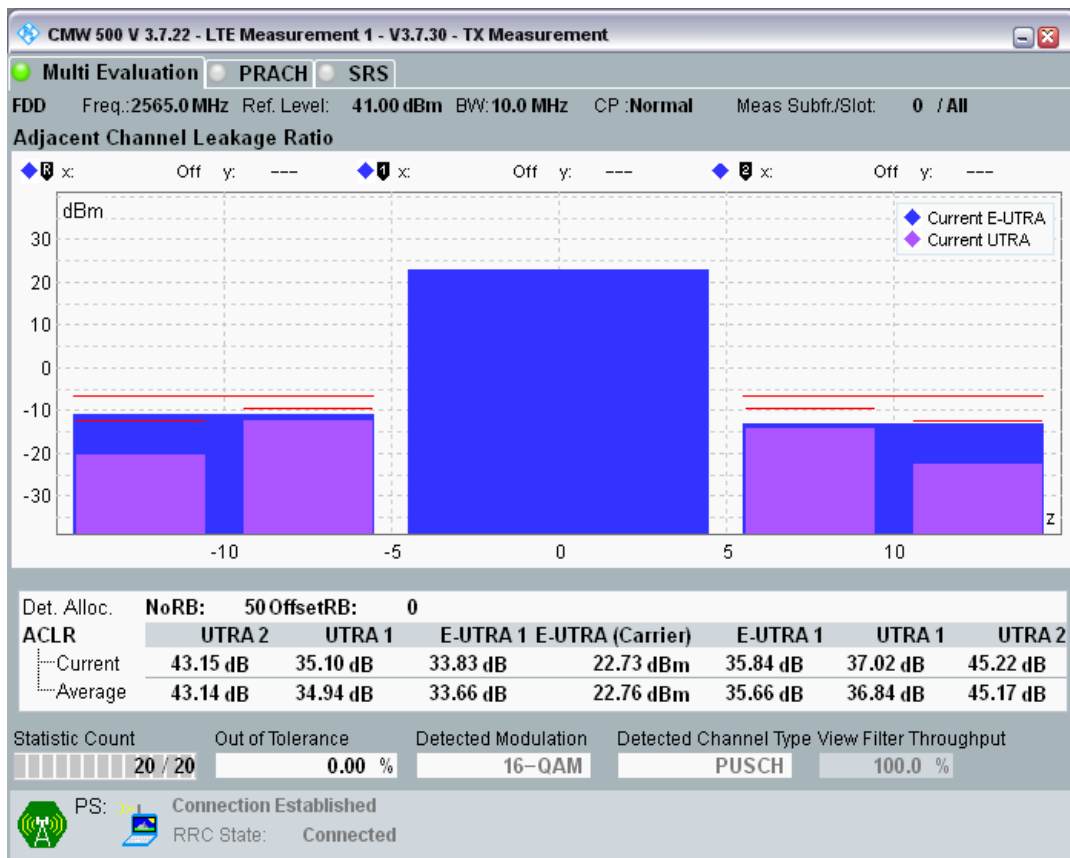 CMW 500 V 3.7.22 - LTE Measurement 1 - V3.7.30 - TX Measurement
Multi Evaluation PRACH SRS
FDD Freq.:2565.0 MHz Ref. Level: 41.00 dBm BW:10.0 MHz CP :Normal Meas Subfr./Slot: 0 / All
Adjacent Channel Leakage Ratio
R x: Off y: --- 1 x: Off y: --- 2 x: Off y: ---
dBm
Current E-UTRA
Current UTRA
30
20
10
0
-10
-20
-30
z
-10 -5 0 5 10
Det. Alloc. NoRB: 50 OffsetRB: 0
ACLR UTRA 2 UTRA 1 E-UTRA 1 E-UTRA (Carrier) E-UTRA 1 UTRA 1 UTRA 2
Current 43.15 dB 35.10 dB 33.83 dB 22.73 dBm 35.84 dB 37.02 dB 45.22 dB
Average 43.14 dB 34.94 dB 33.66 dB 22.76 dBm 35.66 dB 36.84 dB 45.17 dB
Statistic Count Out of Tolerance Detected Modulation Detected Channel Type View Filter Throughput
20 / 20 0.00 % 16-QAM PUSCH 100.0 %
PS: Connection Established
RRC State: Connected